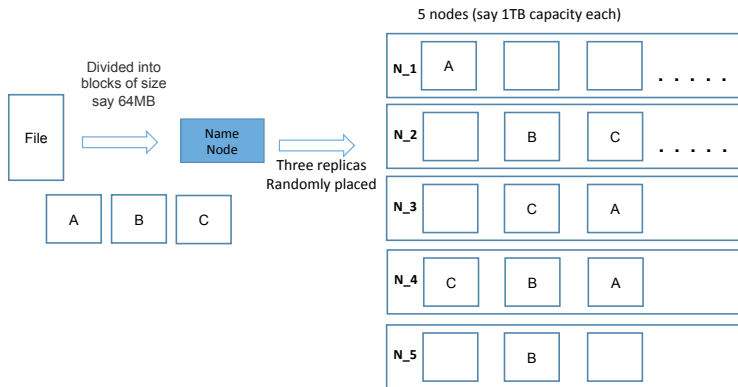 5 nodes (say 1TB capacity each)
Divided into
blocks of size
say 64MB
File
Name
Node
Three replicas
Randomly placed
A B C
N_1 A . . . . .
N_2 B C . . . . .
N_3 C A
N_4 C B A
N_5 B